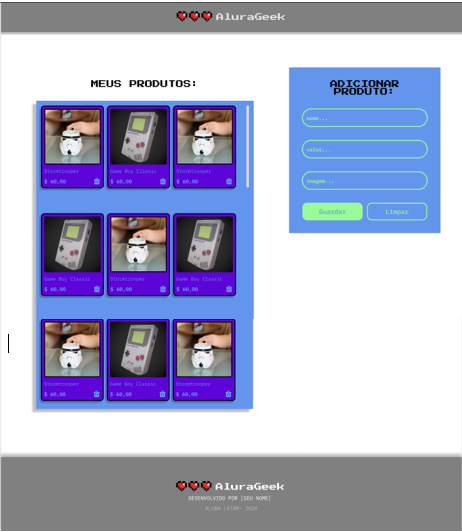 AluraGeek
MEUS PRODUTOS:
Stormtrooper
$ 60,00
Game Boy Classic
$ 60,00
Stormtrooper
$ 60,00
Game Boy Classic
$ 60,00
Stormtrooper
$ 60,00
Game Boy Classic
$ 60,00
Stormtrooper
$ 60,00
Game Boy Classic
$ 60,00
Stormtrooper
$ 60,00
ADICIONAR
PRODUTO:
nome...
valor...
imagem...
Guardar
Limpar
AluraGeek
DESENVOLVIDO POR [SEU NOME]
ALURA LATAM- 2024